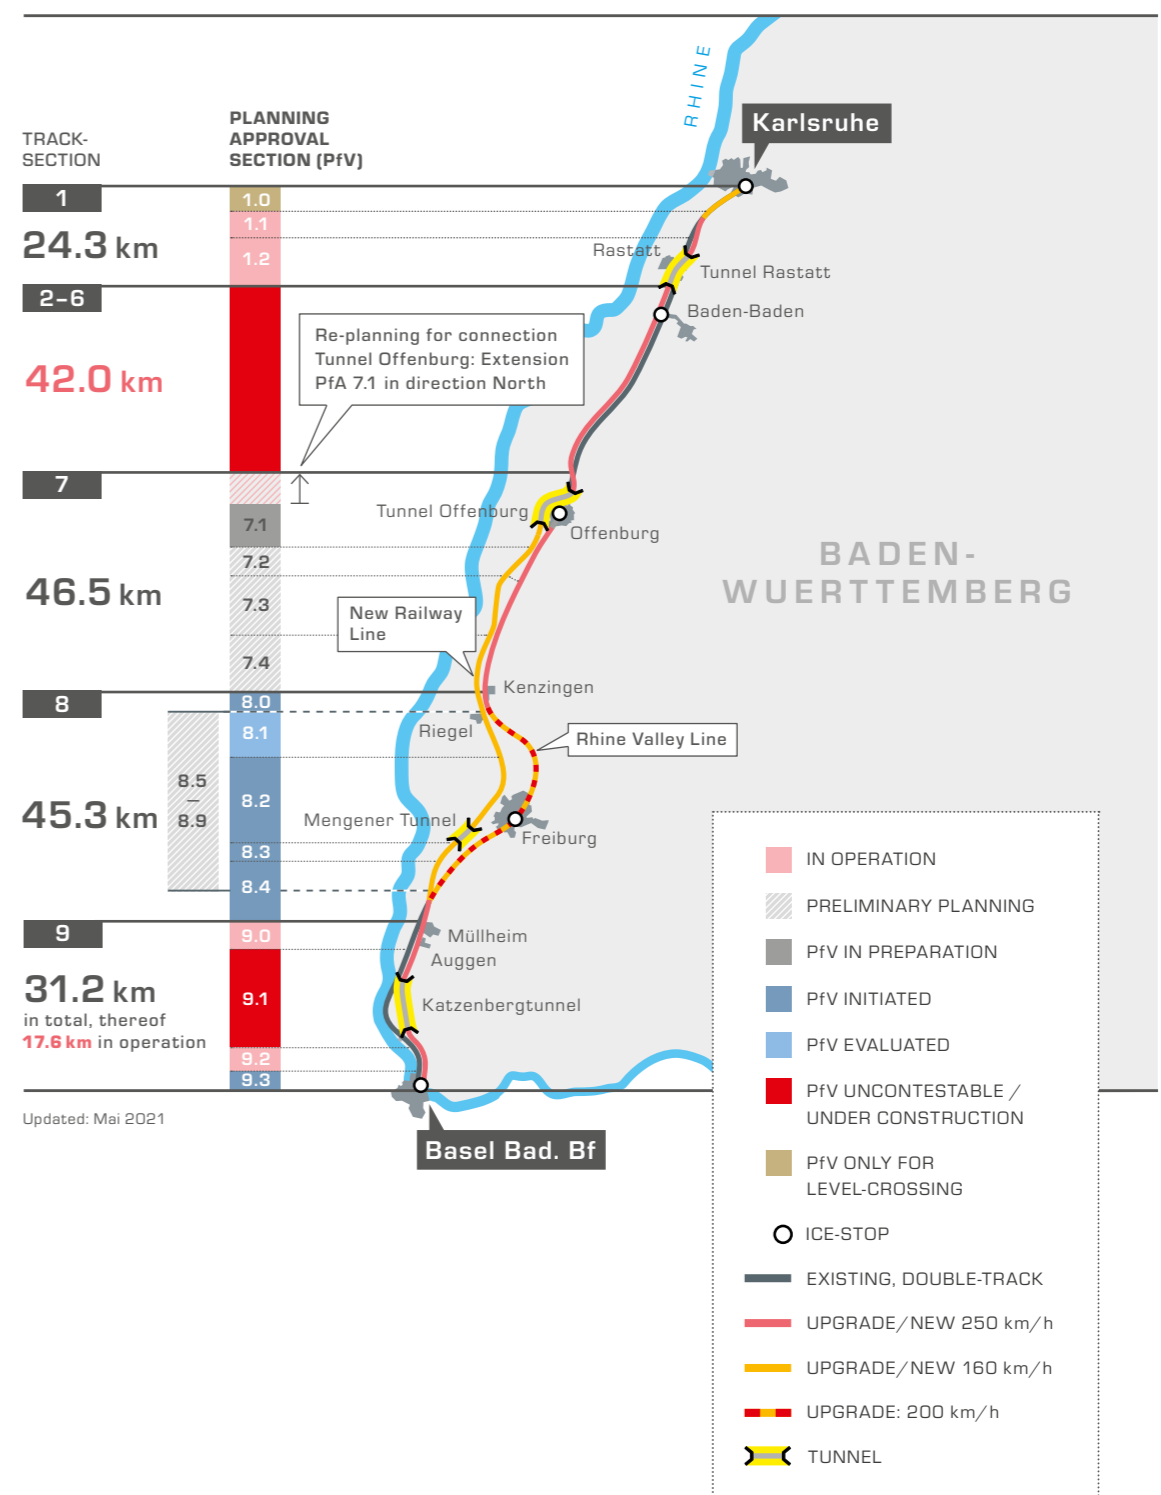 RHINE
Karlsruhe
TRACK-
SECTION
PLANNING
APPROVAL
SECTION (PfV)
1
1.0
1.1
24.3 km
1.2
Rastatt
Tunnel Rastatt
2–6
Baden-Baden
Re-planning for connection
Tunnel Offenburg: Extension
PfA 7.1 in direction North
42.0 km
7
7.1
Tunnel Offenburg
Offenburg
BADEN-
WUERTTEMBERG
7.2
46.5 km
7.3
New Railway
Line
7.4
Kenzingen
8
8.0
8.1
Riegel
Rhine Valley Line
8.5
–
8.9
8.2
45.3 km
Mengener Tunnel
Freiburg
8.3
8.4
9
9.0
Müllheim
Auggen
31.2 km
in total, thereof
17.6 km in operation
9.1
Katzenbergtunnel
9.2
9.3
Updated: Mai 2021
Basel Bad. Bf
IN OPERATION
PRELIMINARY PLANNING
PfV IN PREPARATION
PfV INITIATED
PfV EVALUATED
PfV UNCONTESTABLE /
UNDER CONSTRUCTION
PfV ONLY FOR
LEVEL-CROSSING
ICE-STOP
EXISTING, DOUBLE-TRACK
UPGRADE/NEW 250 km/h
UPGRADE/NEW 160 km/h
UPGRADE: 200 km/h
TUNNEL